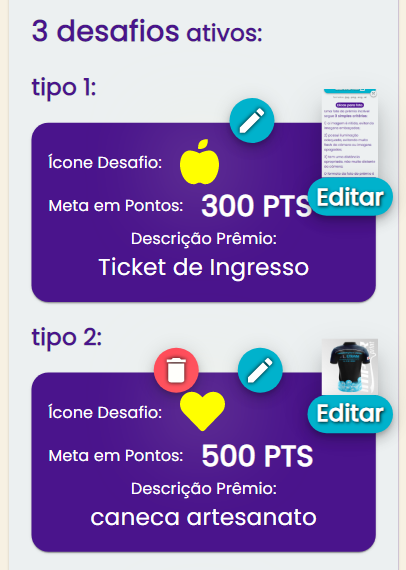 3 desafios ativos:
tipo 1:
Ícone Desafio:
Meta em Pontos: 300 PTS
Editar
Descrição Prêmio:
Ticket de Ingresso
tipo 2:
Ícone Desafio:
Editar
Meta em Pontos: 500 PTS
Descrição Prêmio:
caneca artesanato